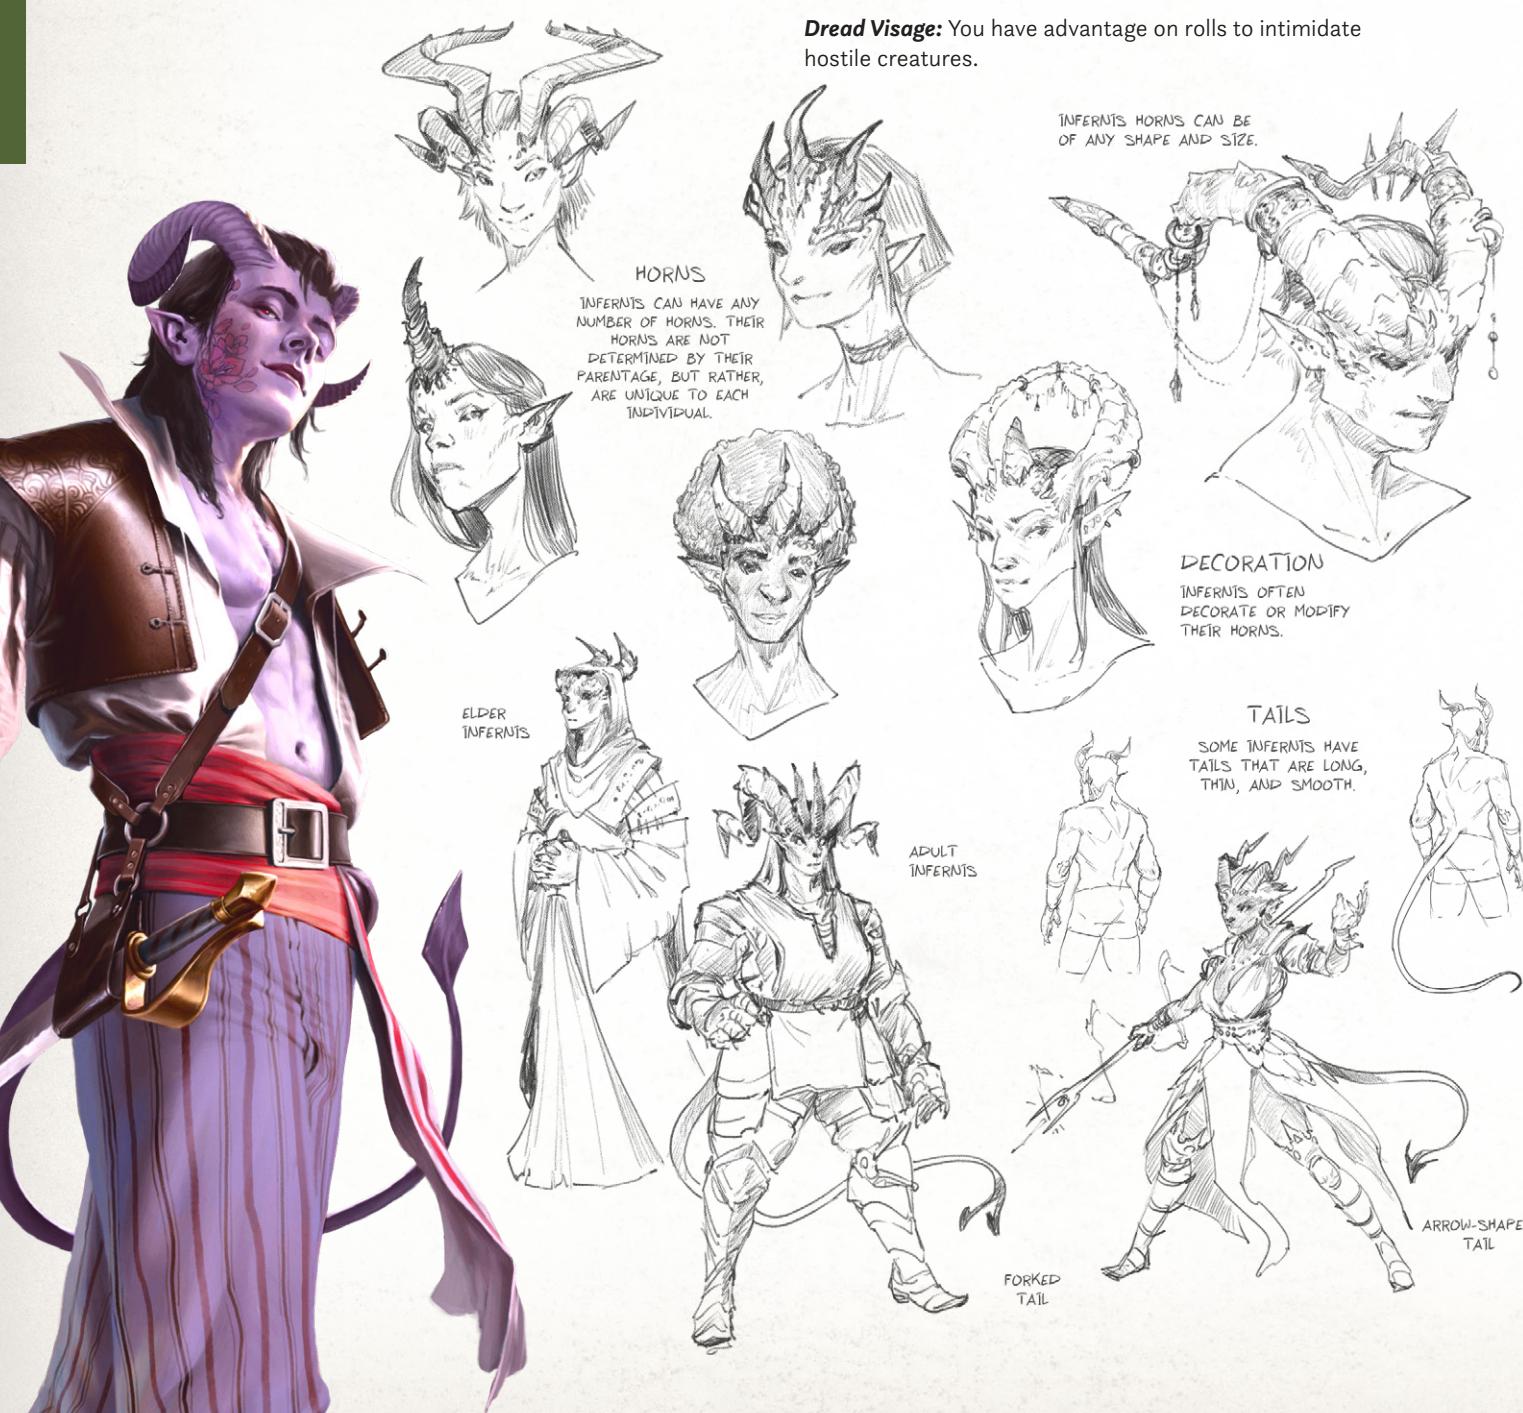 Dread Visage: You have advantage on rolls to intimidate
hostile creatures.
INFERNIS HORNS CAN BE
OF ANY SHAPE AND SIZE.
HORNS
INFERNIS CAN HAVE ANY
NUMBER OF HORNS. THEIR
HORNS ARE NOT
DETERMINED BY THEIR
PARENTAGE, BUT RATHER,
ARE UNIQUE TO EACH
INDIVIDUAL.
DECORATION
INFERNIS OFTEN
DECORATE OR MODIFY
THEIR HORNS.
ELDER
INFERNIS
TAILS
SOME INFERNIS HAVE
TAILS THAT ARE LONG,
THIN, AND SMOOTH.
ADULT
INFERNIS
ARROW-SHAPE
TAIL
FORKED
TAIL